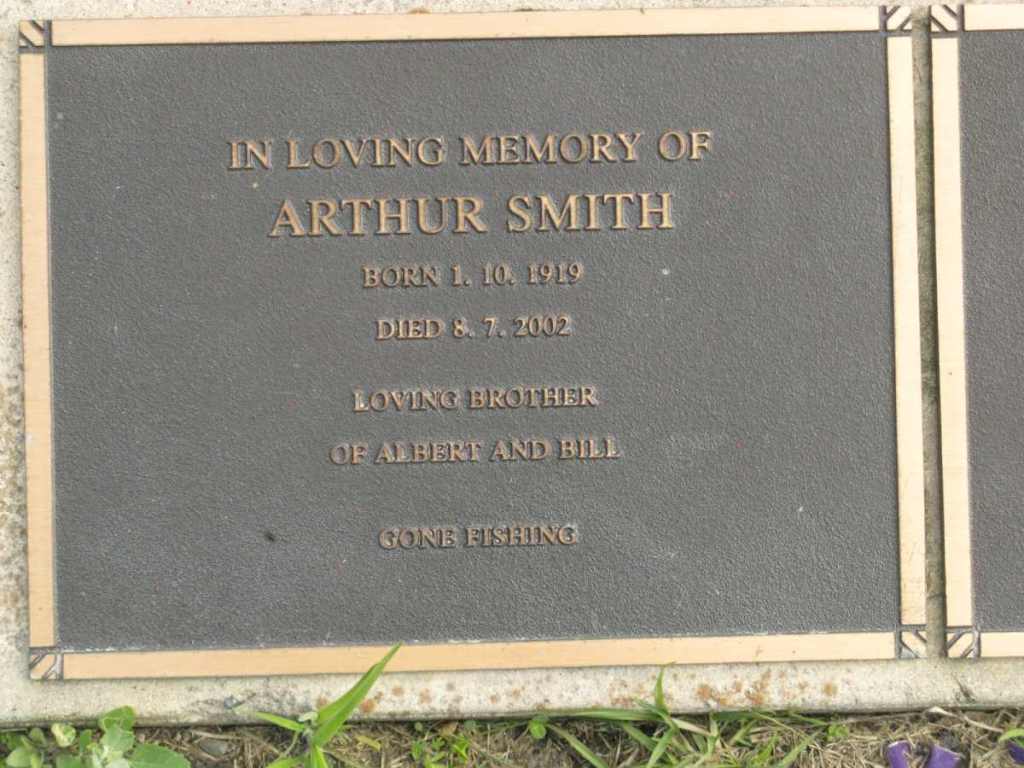 IN LOVING MEMORY OF
ARTHUR SMITH
BORN 1. 10. 1919
DIED 8. 7. 2002
LOVING BROTHER
OF ALBERT AND BILL
GONE FISHING